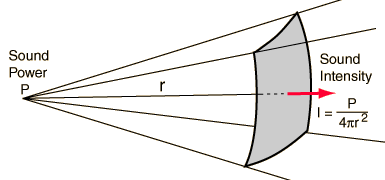 Sound
Power
P
r
Sound
Intensity
I = P / 4πr²